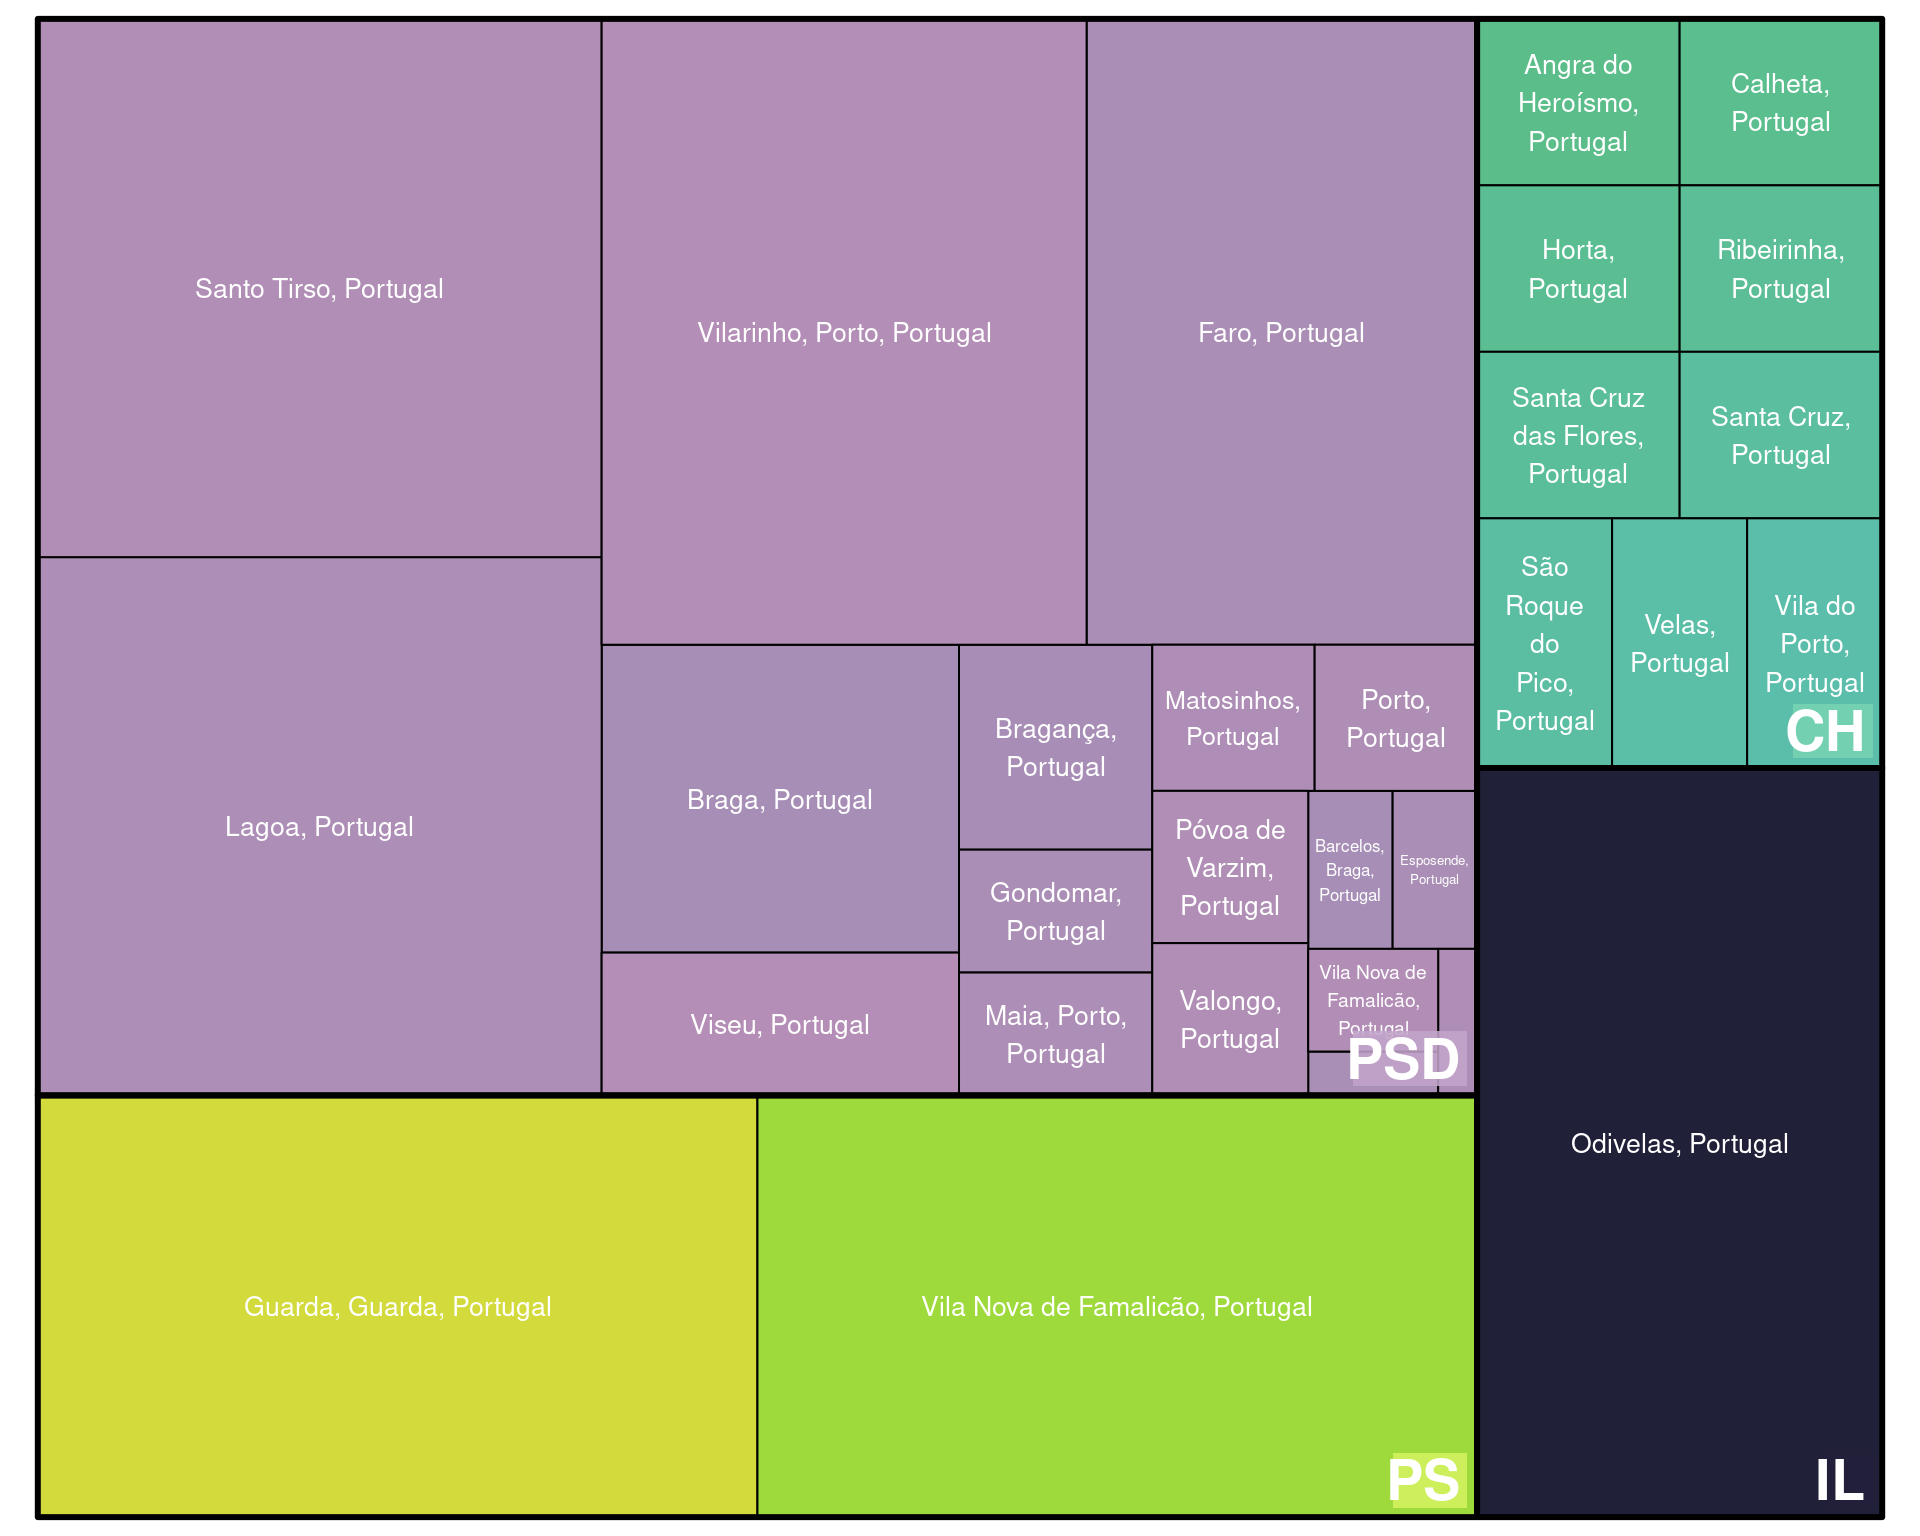 Santo Tirso, Portugal
Vilarinho, Porto, Portugal
Faro, Portugal
Lagoa, Portugal
Braga, Portugal
Viseu, Portugal
Bragança,
Portugal
Gondomar,
Portugal
Maia, Porto,
Portugal
Matosinhos,
Portugal
Porto,
Portugal
Póvoa de
Varzim,
Portugal
Valongo,
Portugal
Barcelos,
Braga,
Portugal
Esposende,
Portugal
Vila Nova de
Famalicão,
Portugal
PSD
Guarda, Guarda, Portugal
Vila Nova de Famalicão, Portugal
PS
Angra do
Heroísmo,
Portugal
Calheta,
Portugal
Horta,
Portugal
Ribeirinha,
Portugal
Santa Cruz
das Flores,
Portugal
Santa Cruz,
Portugal
São
Roque
do
Pico,
Portugal
Velas,
Portugal
Vila do
Porto,
Portugal
CH
Odivelas, Portugal
IL